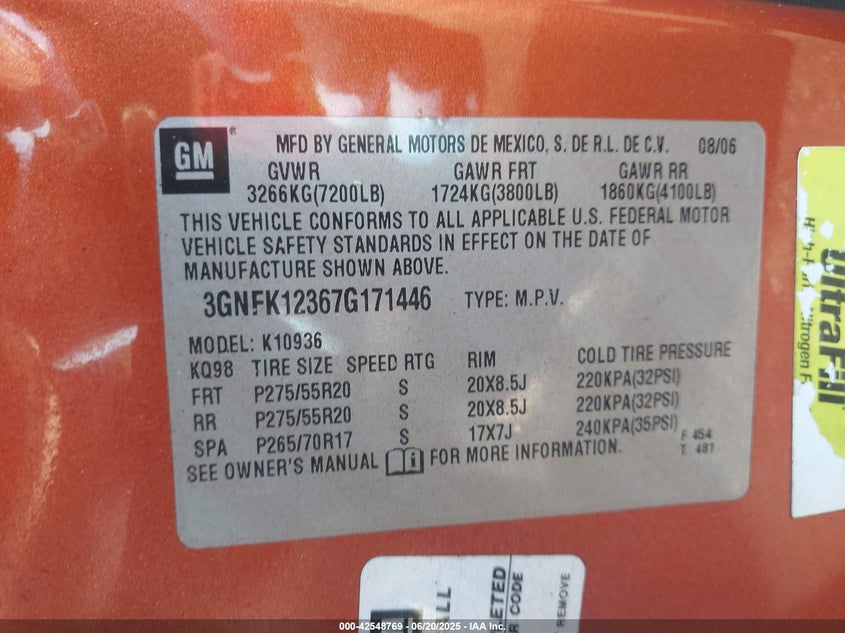 GM
MFD BY GENERAL MOTORS DE MEXICO, S. DE R.L. DE C.V. 08/06
GVWR GAWR FRT GAWR RR
3266KG(7200LB) 1724KG(3800LB) 1860KG(4100LB)
THIS VEHICLE CONFORMS TO ALL APPLICABLE U.S. FEDERAL MOTOR
VEHICLE SAFETY STANDARDS IN EFFECT ON THE DATE OF
MANUFACTURE SHOWN ABOVE.
3GNFK12367G171446 TYPE: M.P.V.
MODEL: K10936
KQ98 TIRE SIZE SPEED RTG RIM COLD TIRE PRESSURE
FRT P275/55R20 S 20X8.5J 220KPA(32PSI)
RR P275/55R20 S 20X8.5J 220KPA(32PSI)
SPA P265/70R17 S 17X7J 240KPA(35PSI)
F 454
T 481
SEE OWNER'S MANUAL FOR MORE INFORMATION.
UltraFill
REMOVE
000-42548769 - 06/20/2025 - IAA Inc.